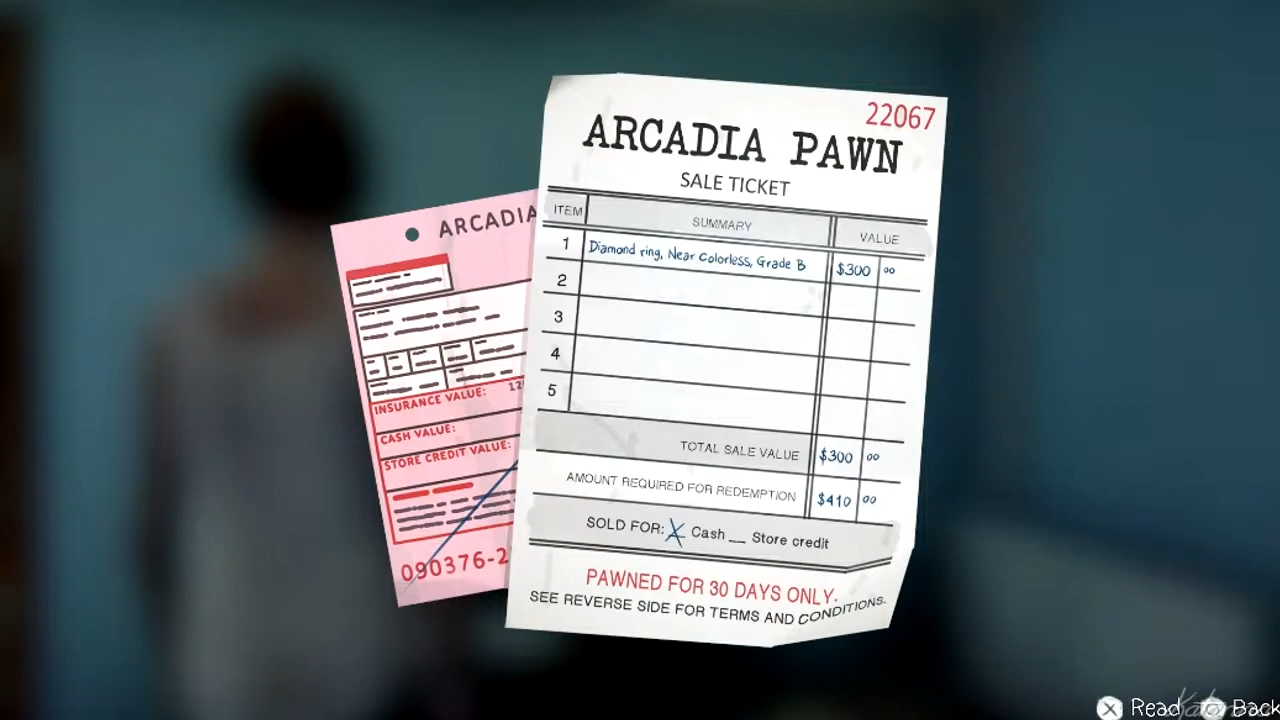 22067
ARCADIA PAWN
SALE TICKET
ITEM SUMMARY VALUE
1 Diamond ring, Near Colorless, Grade B $300 00
2
3
4
5
TOTAL SALE VALUE $300 00
AMOUNT REQUIRED FOR REDEMPTION $410 00
SOLD FOR: X Cash __ Store credit
PAWNED FOR 30 DAYS ONLY.
SEE REVERSE SIDE FOR TERMS AND CONDITIONS.
ARCADIA
INSURANCE VALUE:
CASH VALUE:
STORE CREDIT VALUE:
090376-2
Read Back